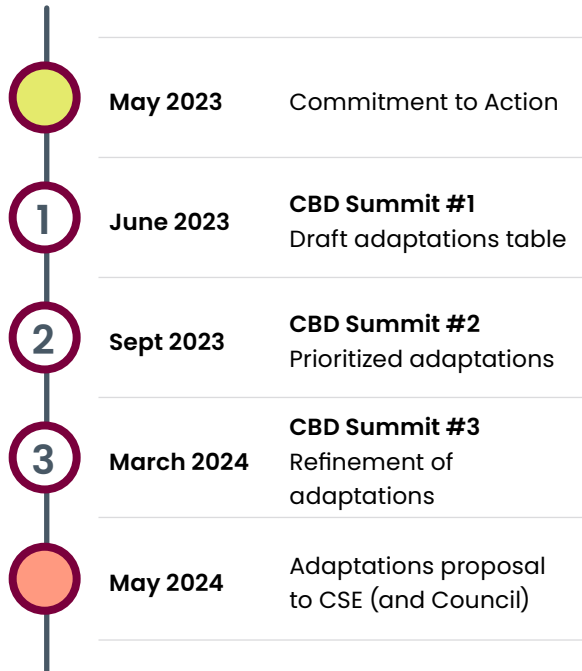 May 2023 Commitment to Action
1 June 2023 CBD Summit #1
Draft adaptations table
2 Sept 2023 CBD Summit #2
Prioritized adaptations
3 March 2024 CBD Summit #3
Refinement of
adaptations
May 2024 Adaptations proposal
to CSE (and Council)